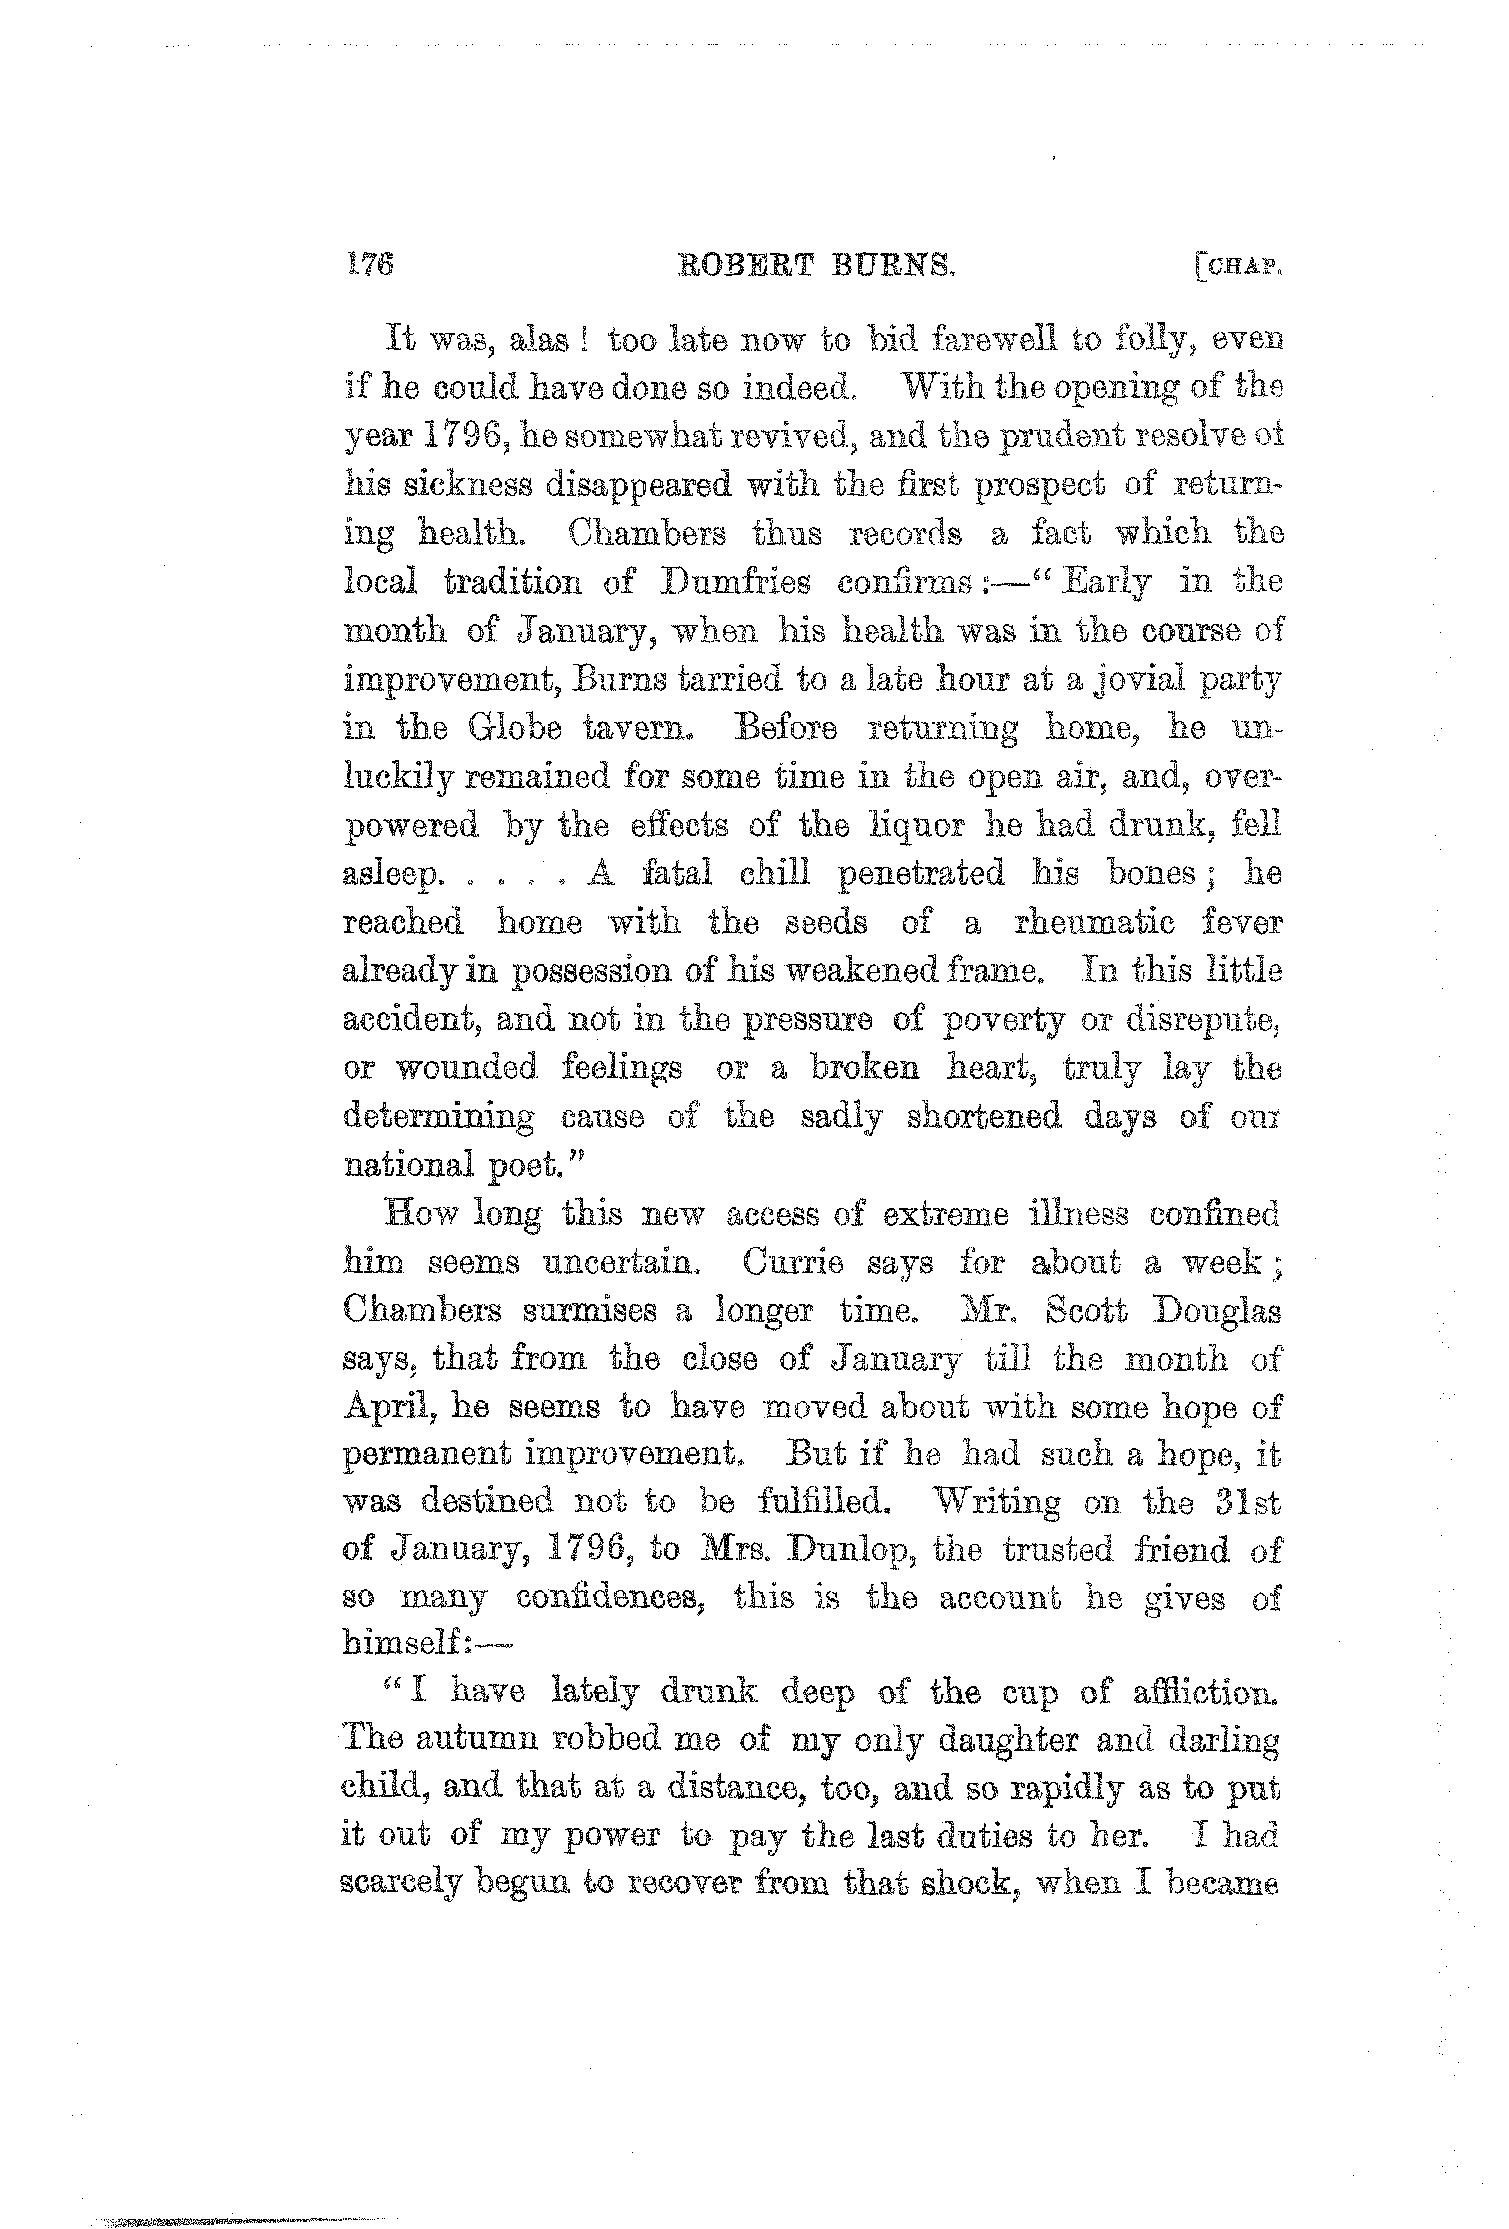 176 ROBERT BURNS. [CHAP.
It was, alas ! too late now to bid farewell to folly, even
if he could have done so indeed. With the opening of the
year 1796, he somewhat revived, and the prudent resolve of
his sickness disappeared with the first prospect of return-
ing health. Chambers thus records a fact which the
local tradition of Dumfries confirms :—“ Early in the
month of January, when his health was in the course of
improvement, Burns tarried to a late hour at a jovial party
in the Globe tavern. Before returning home, he un-
luckily remained for some time in the open air, and, over-
powered by the effects of the liquor he had drunk, fell
asleep. . . . . A fatal chill penetrated his bones ; he
reached home with the seeds of a rheumatic fever
already in possession of his weakened frame. In this little
accident, and not in the pressure of poverty or disrepute,
or wounded feelings or a broken heart, truly lay the
determining cause of the sadly shortened days of our
national poet.”
How long this new access of extreme illness confined
him seems uncertain. Currie says for about a week ;
Chambers surmises a longer time. Mr. Scott Douglas
says, that from the close of January till the month of
April, he seems to have moved about with some hope of
permanent improvement. But if he had such a hope, it
was destined not to be fulfilled. Writing on the 31st
of January, 1796, to Mrs. Dunlop, the trusted friend of
so many confidences, this is the account he gives of
himself:—
“ I have lately drunk deep of the cup of affliction.
The autumn robbed me of my only daughter and darling
child, and that at a distance, too, and so rapidly as to put
it out of my power to pay the last duties to her. I had
scarcely begun to recover from that shock, when I became